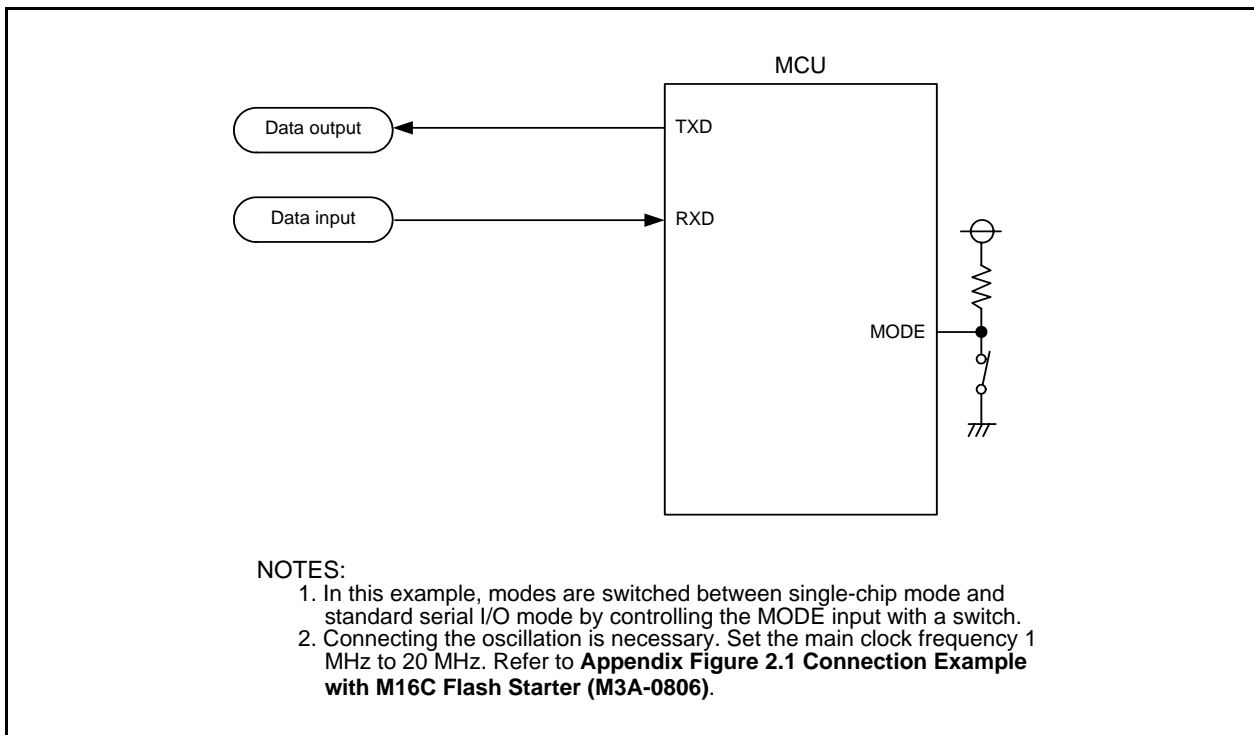 MCU
Data output
TXD
Data input
RXD
MODE
NOTES:
1. In this example, modes are switched between single-chip mode and
standard serial I/O mode by controlling the MODE input with a switch.
2. Connecting the oscillation is necessary. Set the main clock frequency 1
MHz to 20 MHz. Refer to Appendix Figure 2.1 Connection Example
with M16C Flash Starter (M3A-0806).